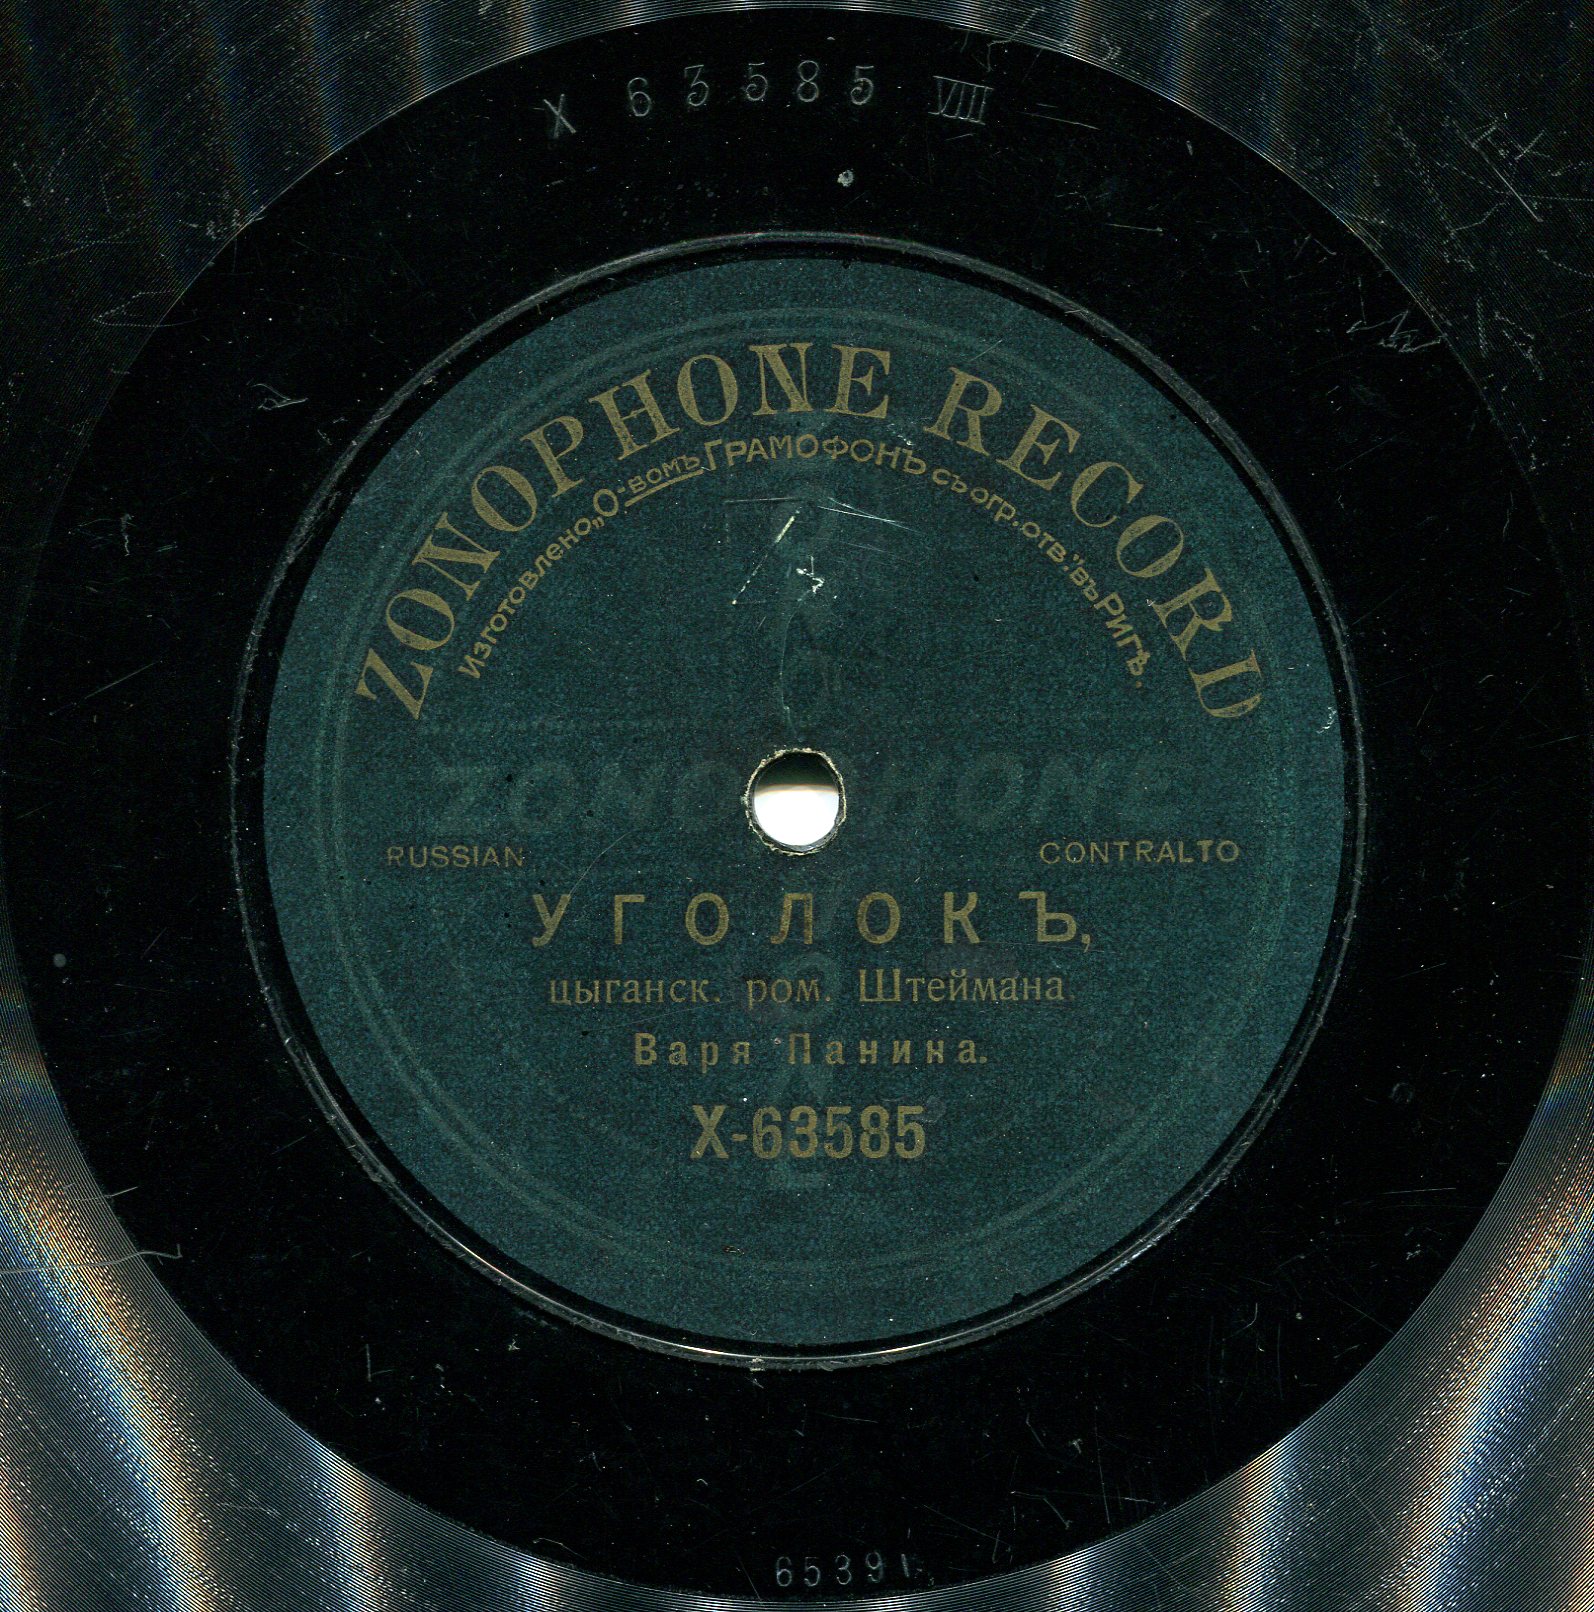 X 63585 VIII
ZONOPHONE RECORD
Изготовлено „О-вомъ Грамофонъ съ огр. отв.” въ Ригѣ.
ZONOPHONE
RUSSIAN
CONTRALTO
УГОЛОКЪ,
цыганск. ром. Штеймана.
Варя Панина.
X-63585